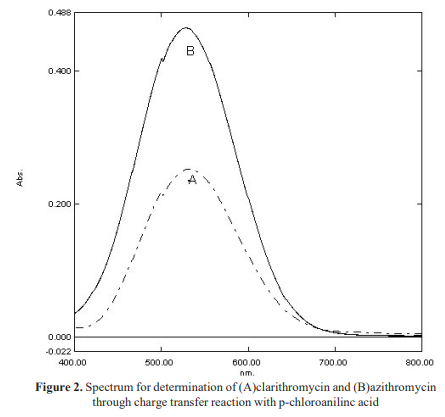 0.488
0.400
B
Abs.
A
0.200
0.000
-0.022
400.00 500.00 600.00 700.00 800.00
nm.
Figure 2. Spectrum for determination of (A)clarithromycin and (B)azithromycin
through charge transfer reaction with p-chloroanilinc acid